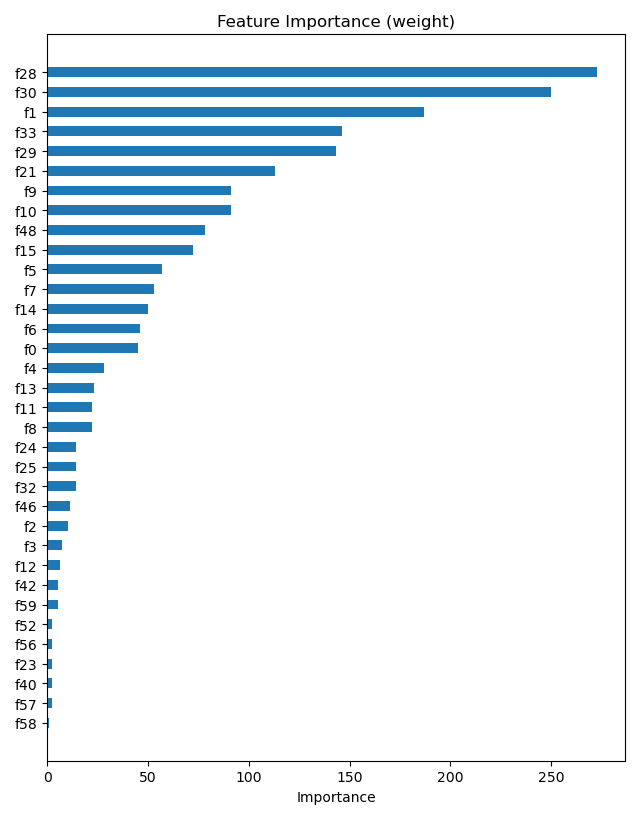 Feature Importance (weight)
f28
f30
f1
f33
f29
f21
f9
f10
f48
f15
f5
f7
f14
f6
f0
f4
f13
f11
f8
f24
f25
f32
f46
f2
f3
f12
f42
f59
f52
f56
f23
f40
f57
f58
0 50 100 150 200 250
Importance